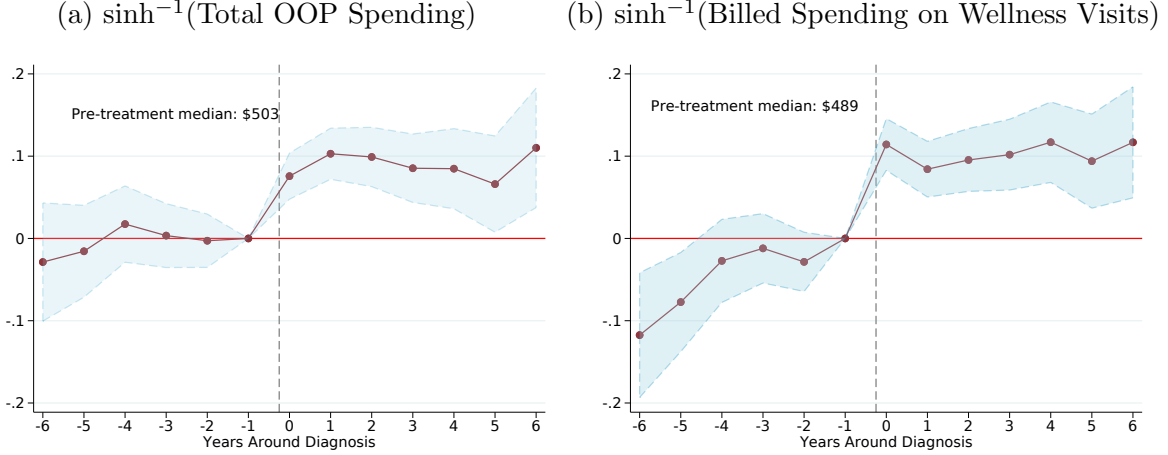 (a) sinh⁻¹(Total OOP Spending)
.2
.1
0
-.1
-.2
Pre-treatment median: $503
-6 -5 -4 -3 -2 -1 0 1 2 3 4 5 6
Years Around Diagnosis
(b) sinh⁻¹(Billed Spending on Wellness Visits)
.2
.1
0
-.1
-.2
Pre-treatment median: $489
-6 -5 -4 -3 -2 -1 0 1 2 3 4 5 6
Years Around Diagnosis